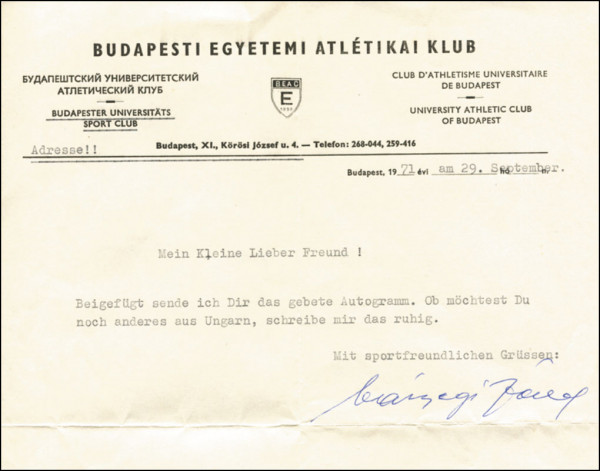 BUDAPESTI EGYETEMI ATLÉTIKAI KLUB
БУДАПЕШТСКИЙ УНИВЕРСИТЕТСКИЙ
АТЛЕТИЧЕСКИЙ КЛУБ
BUDAPESTER UNIVERSITÄTS
SPORT CLUB
BEAC
E
CLUB D'ATHLETISME UNIVERSITAIRE
DE BUDAPEST
UNIVERSITY ATHLETIC CLUB
OF BUDAPEST
Adresse!!
Budapest, XI., Kőrösi József u. 4. — Telefon: 268-044, 259-416
Budapest, 1971 évi am 29. September.
Mein Kleine Lieber Freund !
Beigefügt sende ich Dir das gebete Autogramm. Ob möchtest Du
noch anderes aus Ungarn, schreibe mir das ruhig.
Mit sportfreundlichen Grüssen: